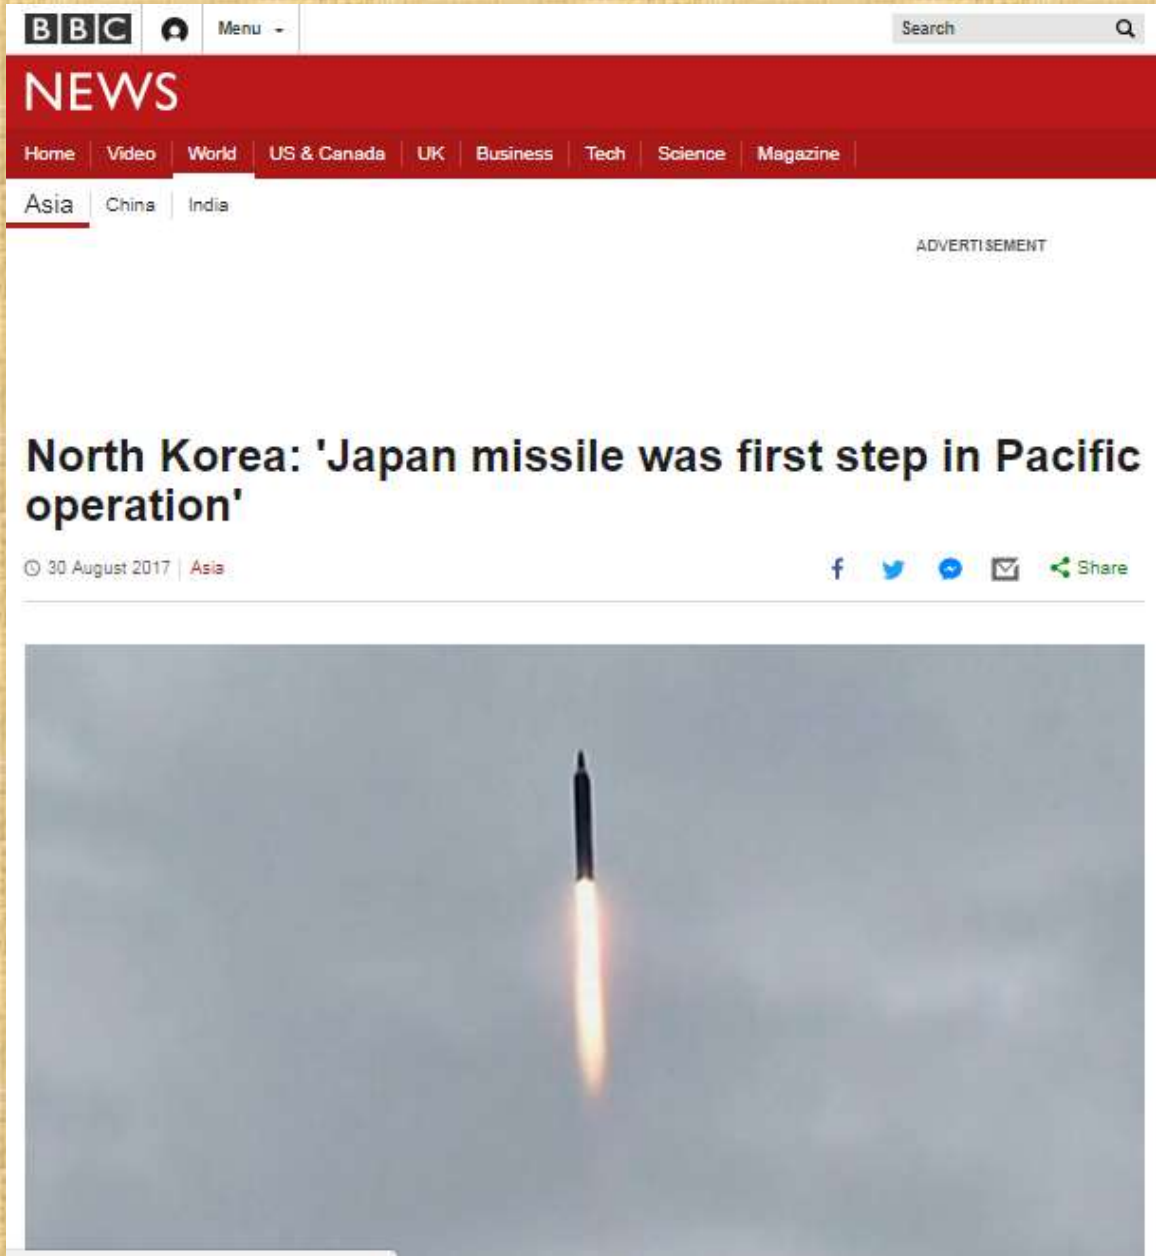 BBC Menu Search
NEWS
Home Video World US & Canada UK Business Tech Science Magazine
Asia China India
ADVERTISEMENT
North Korea: 'Japan missile was first step in Pacific
operation'
30 August 2017 Asia Share